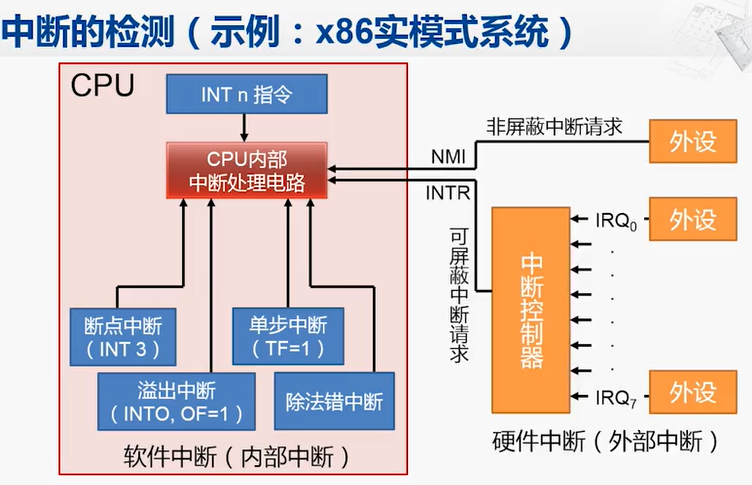 中断的检测（示例：x86实模式系统）
CPU
INT n 指令
CPU内部
中断处理电路
断点中断
（INT 3）
溢出中断
（INTO, OF=1）
单步中断
（TF=1）
除法错中断
软件中断（内部中断）
NMI
INTR
非屏蔽中断请求
外设
可屏蔽中断请求
中断控制器
IRQ0
外设
IRQ7
外设
硬件中断（外部中断）